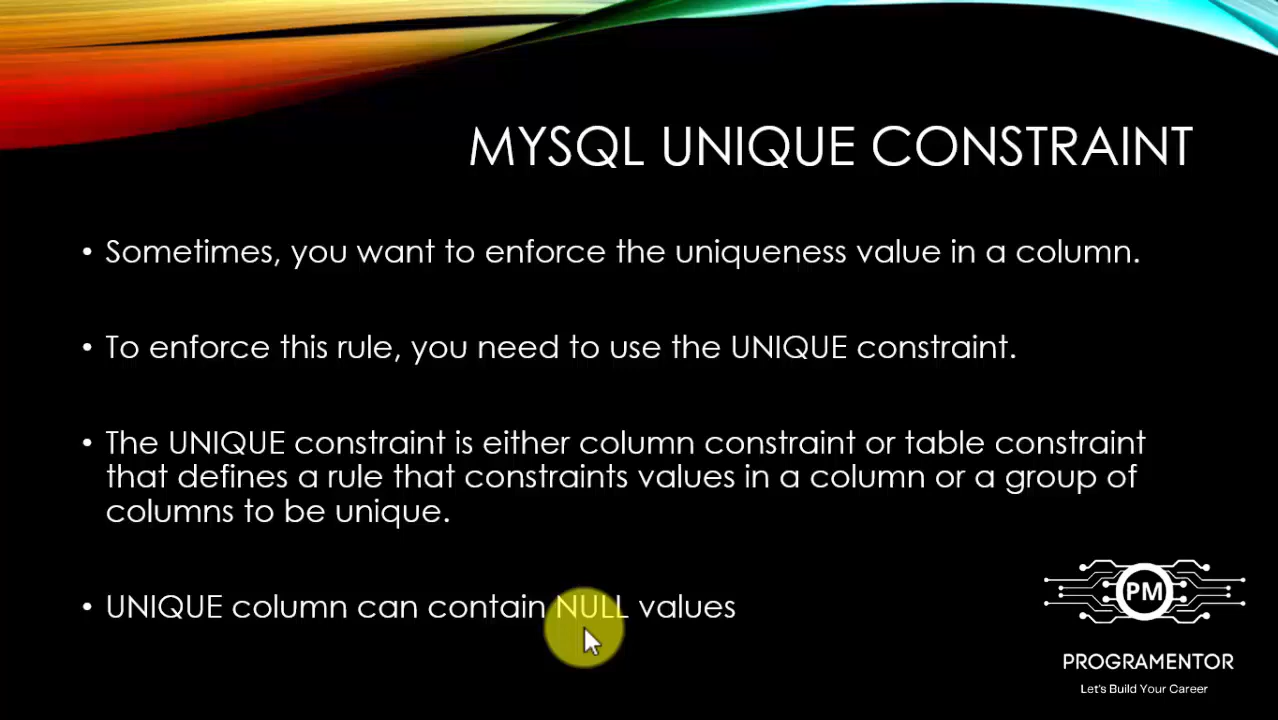 MYSQL UNIQUE CONSTRAINT
• Sometimes, you want to enforce the uniqueness value in a column.
• To enforce this rule, you need to use the UNIQUE constraint.
• The UNIQUE constraint is either column constraint or table constraint
that defines a rule that constraints values in a column or a group of
columns to be unique.
• UNIQUE column can contain NULL values
PM
PROGRAMENTOR
Let's Build Your Career